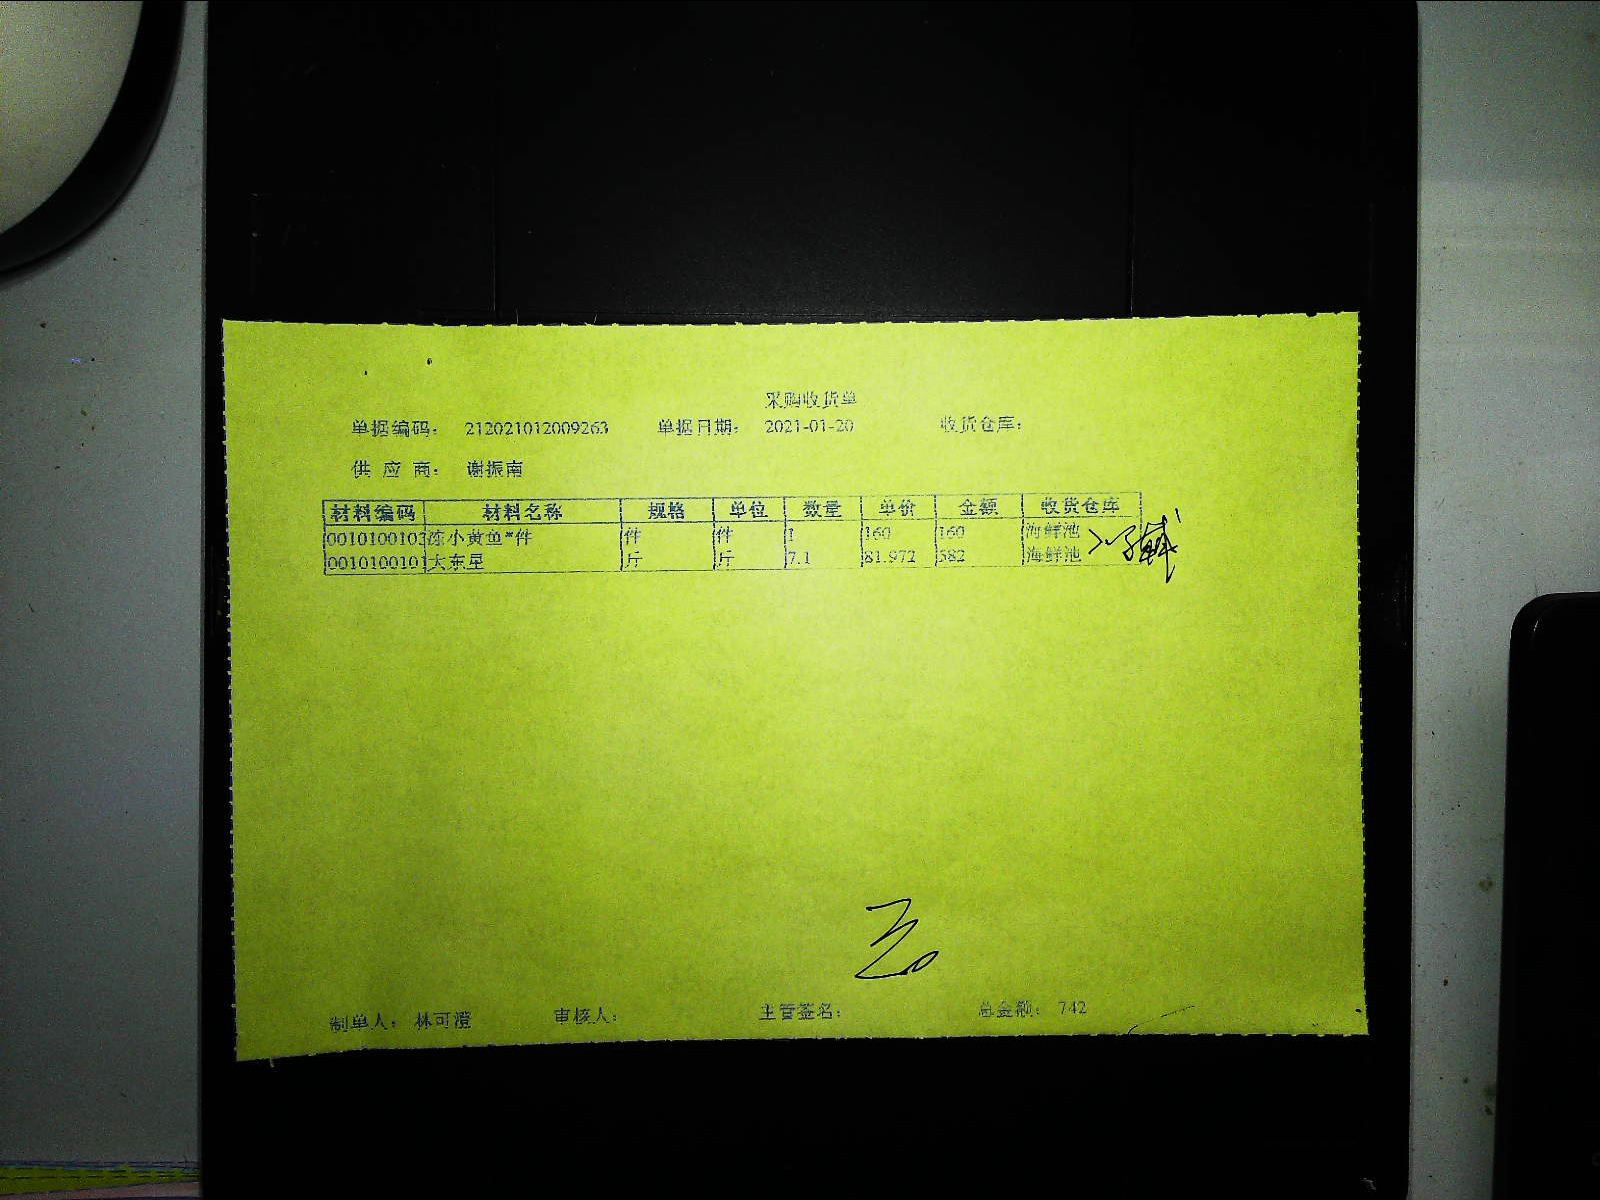 采购收货单
单据编码: 212021012009263 单据日期: 2021-01-20 收货仓库:
供应商: 谢振南
材料编码 材料名称 规格 单位 数量 单价 金额 收货仓库
0010100103 冻小黄鱼*件 件 件 1 160 160 海鲜池
0010100101 大东星 斤 斤 7.1 81.972 582 海鲜池
制单人: 林可澄 审核人: 主管签名: 总金额: 742